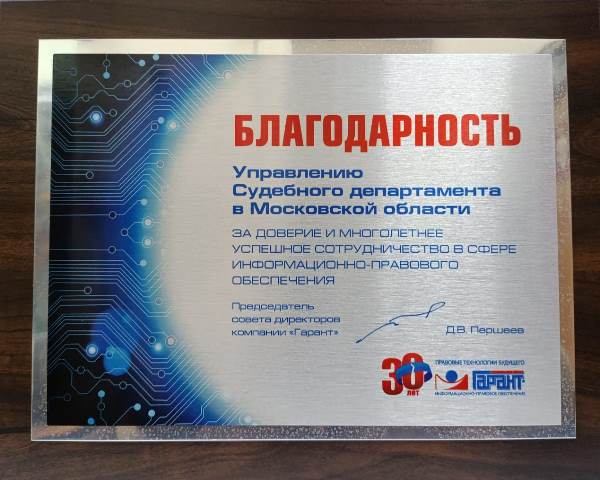 БЛАГОДАРНОСТЬ
Управлению
Судебного департамента
в Московской области
ЗА ДОВЕРИЕ И МНОГОЛЕТНЕЕ
УСПЕШНОЕ СОТРУДНИЧЕСТВО В СФЕРЕ
ИНФОРМАЦИОННО-ПРАВОВОГО
ОБЕСПЕЧЕНИЯ
Председатель
совета директоров
компании «Гарант»
Д.В. Першеев
30
ЛЕТ
ПРАВОВЫЕ ТЕХНОЛОГИИ БУДУЩЕГО
ГАРАНТ
ИНФОРМАЦИОННО-ПРАВОВОЕ ОБЕСПЕЧЕНИЕ